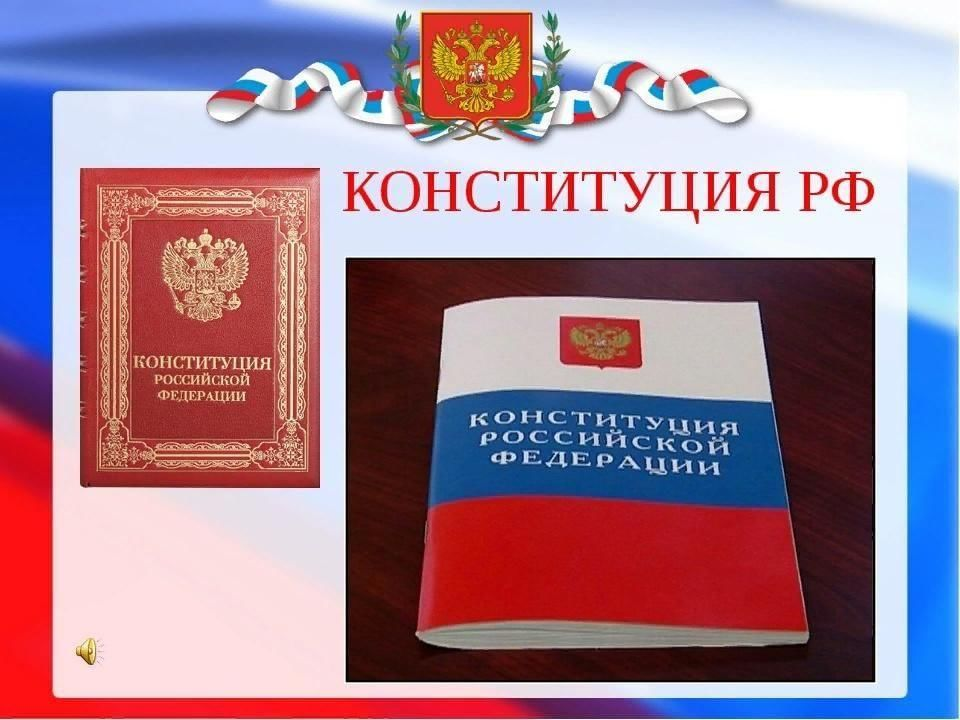 КОНСТИТУЦИЯ РФ
КОНСТИТУЦИЯ
РОССИЙСКОЙ
ФЕДЕРАЦИИ
КОНСТИТУЦИЯ
РОССИЙСКОЙ
ФЕДЕРАЦИИ